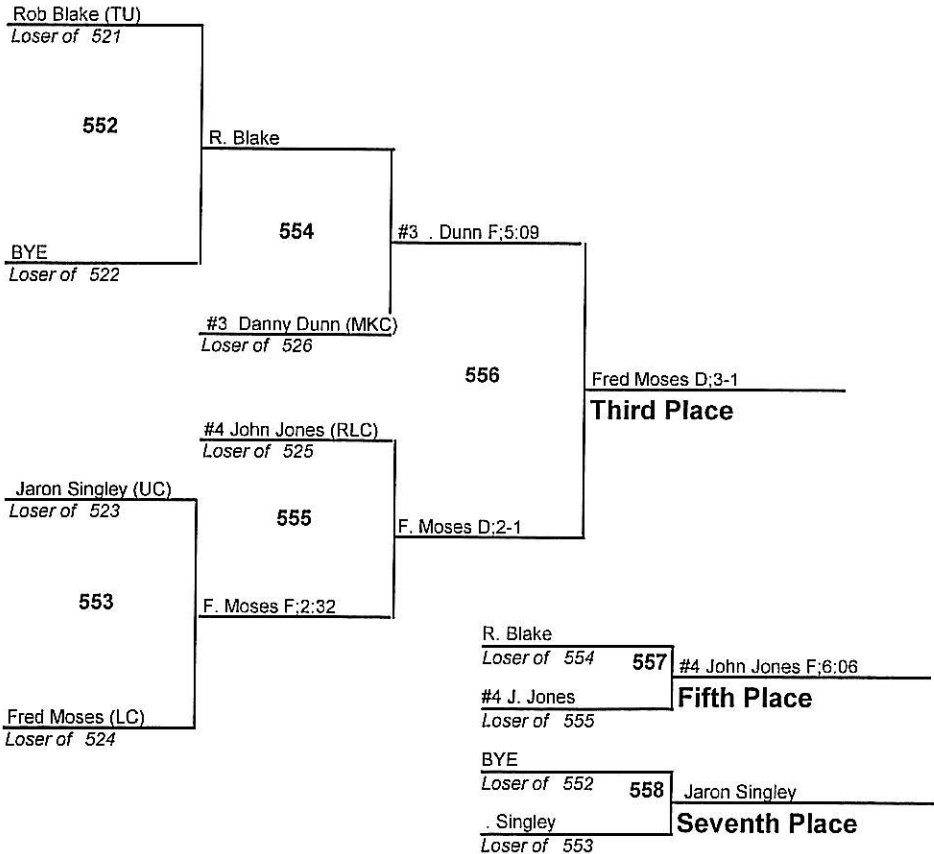 Rob Blake (TU)
Loser of 521
552
R. Blake
BYE
Loser of 522
554
#3 . Dunn F;5:09
#3 Danny Dunn (MKC)
Loser of 526
556
Fred Moses D;3-1
Third Place
#4 John Jones (RLC)
Loser of 525
Jaron Singley (UC)
Loser of 523
555
F. Moses D;2-1
553
F. Moses F;2:32
Fred Moses (LC)
Loser of 524
R. Blake
Loser of 554
557
#4 John Jones F;6:06
Fifth Place
#4 J. Jones
Loser of 555
BYE
Loser of 552
558
Jaron Singley
Seventh Place
. Singley
Loser of 553